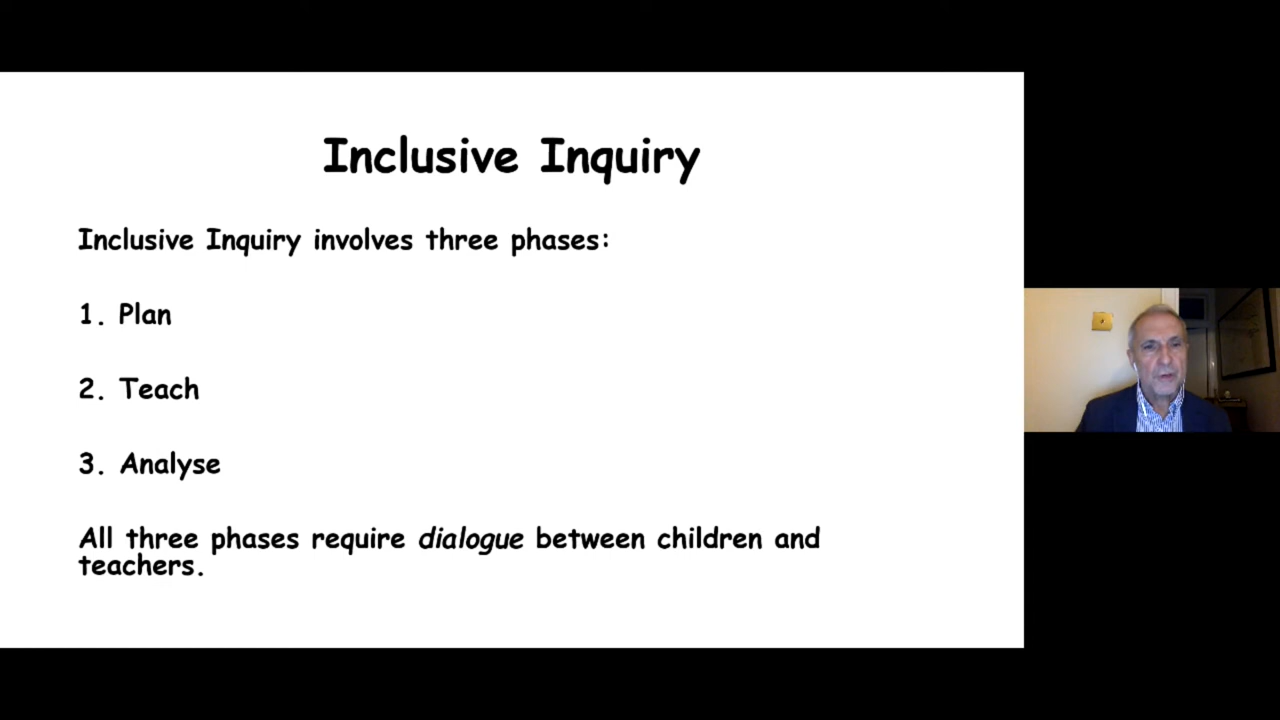 Inclusive Inquiry
Inclusive Inquiry involves three phases:
1. Plan
2. Teach
3. Analyse
All three phases require dialogue between children and
teachers.